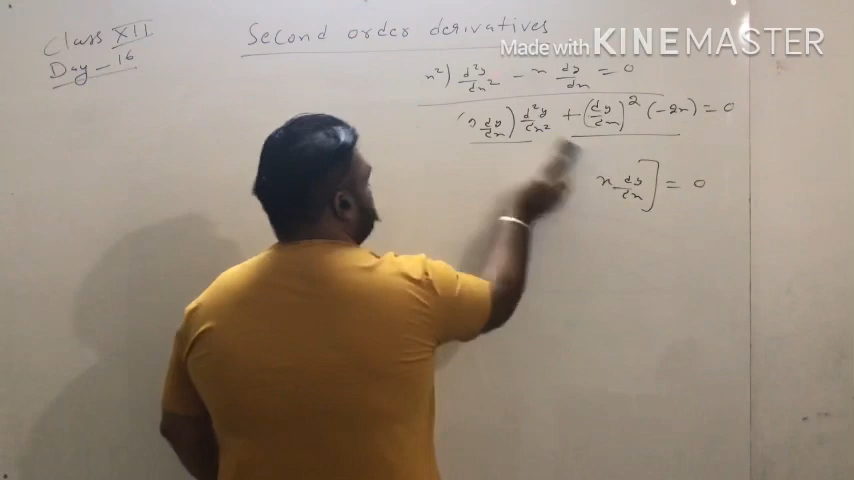 Class XII
Day - 16
Second order derivatives
Made with KINEMASTER
x²) d²y/dx² - x dy/dx = 0
2 dy/dx) d²y/dx² + (dy/dx)² (-2x) = 0
x dy/dx] = 0